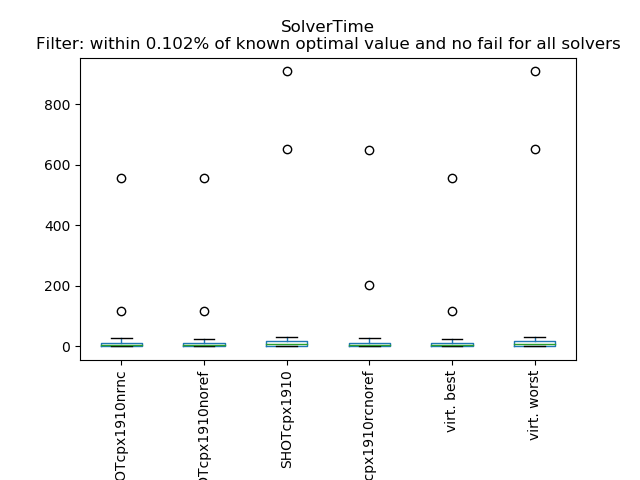 SolverTime
Filter: within 0.102% of known optimal value and no fail for all solvers
800
600
400
200
0
OTcpx1910nrnc
OTcpx1910noref
SHOTcpx1910
cpx1910rcnoref
virt. best
virt. worst